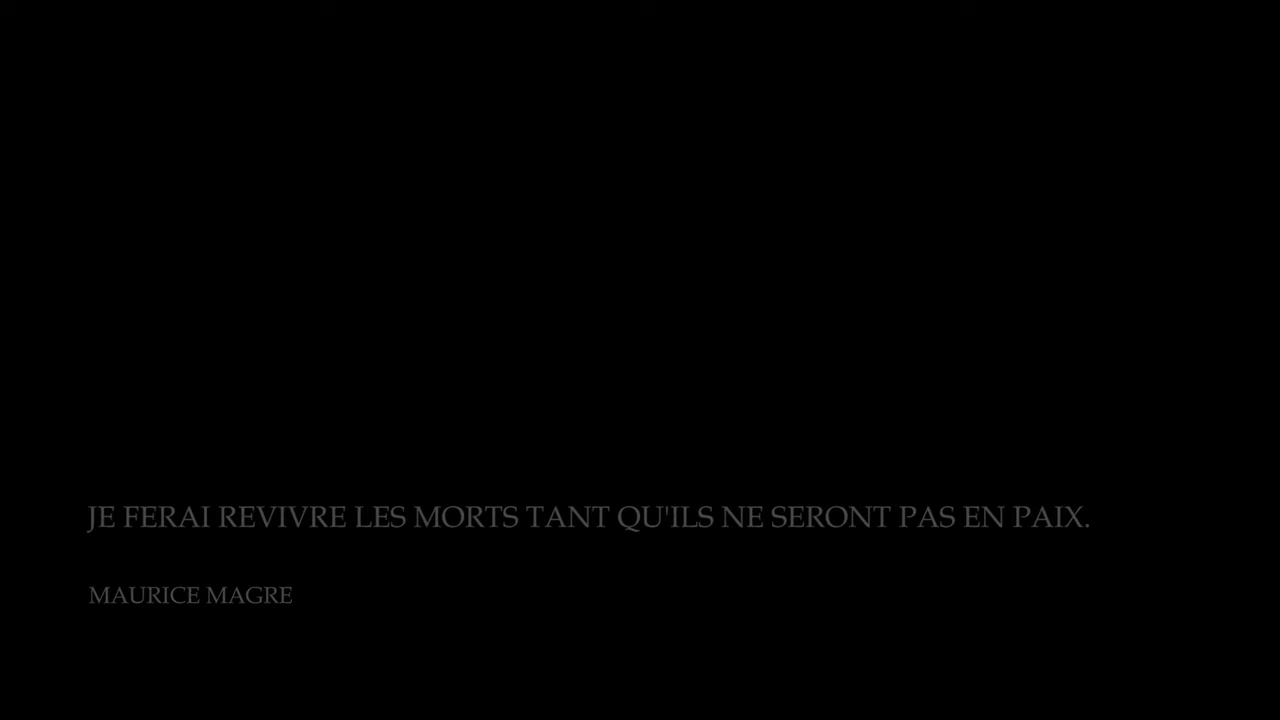 JE FERAI REVIVRE LES MORTS TANT QU'ILS NE SERONT PAS EN PAIX.
MAURICE MAGRE